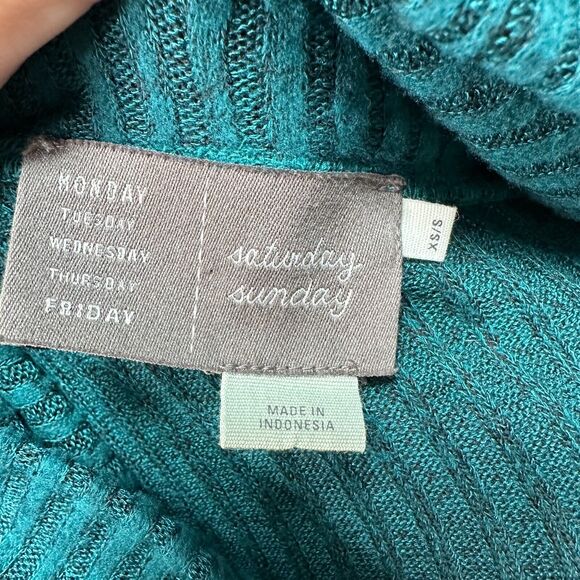 MONDAY
TUESDAY
WEDNESDAY
THURSDAY
FRIDAY
saturday
sunday
XS/S
MADE IN
INDONESIA